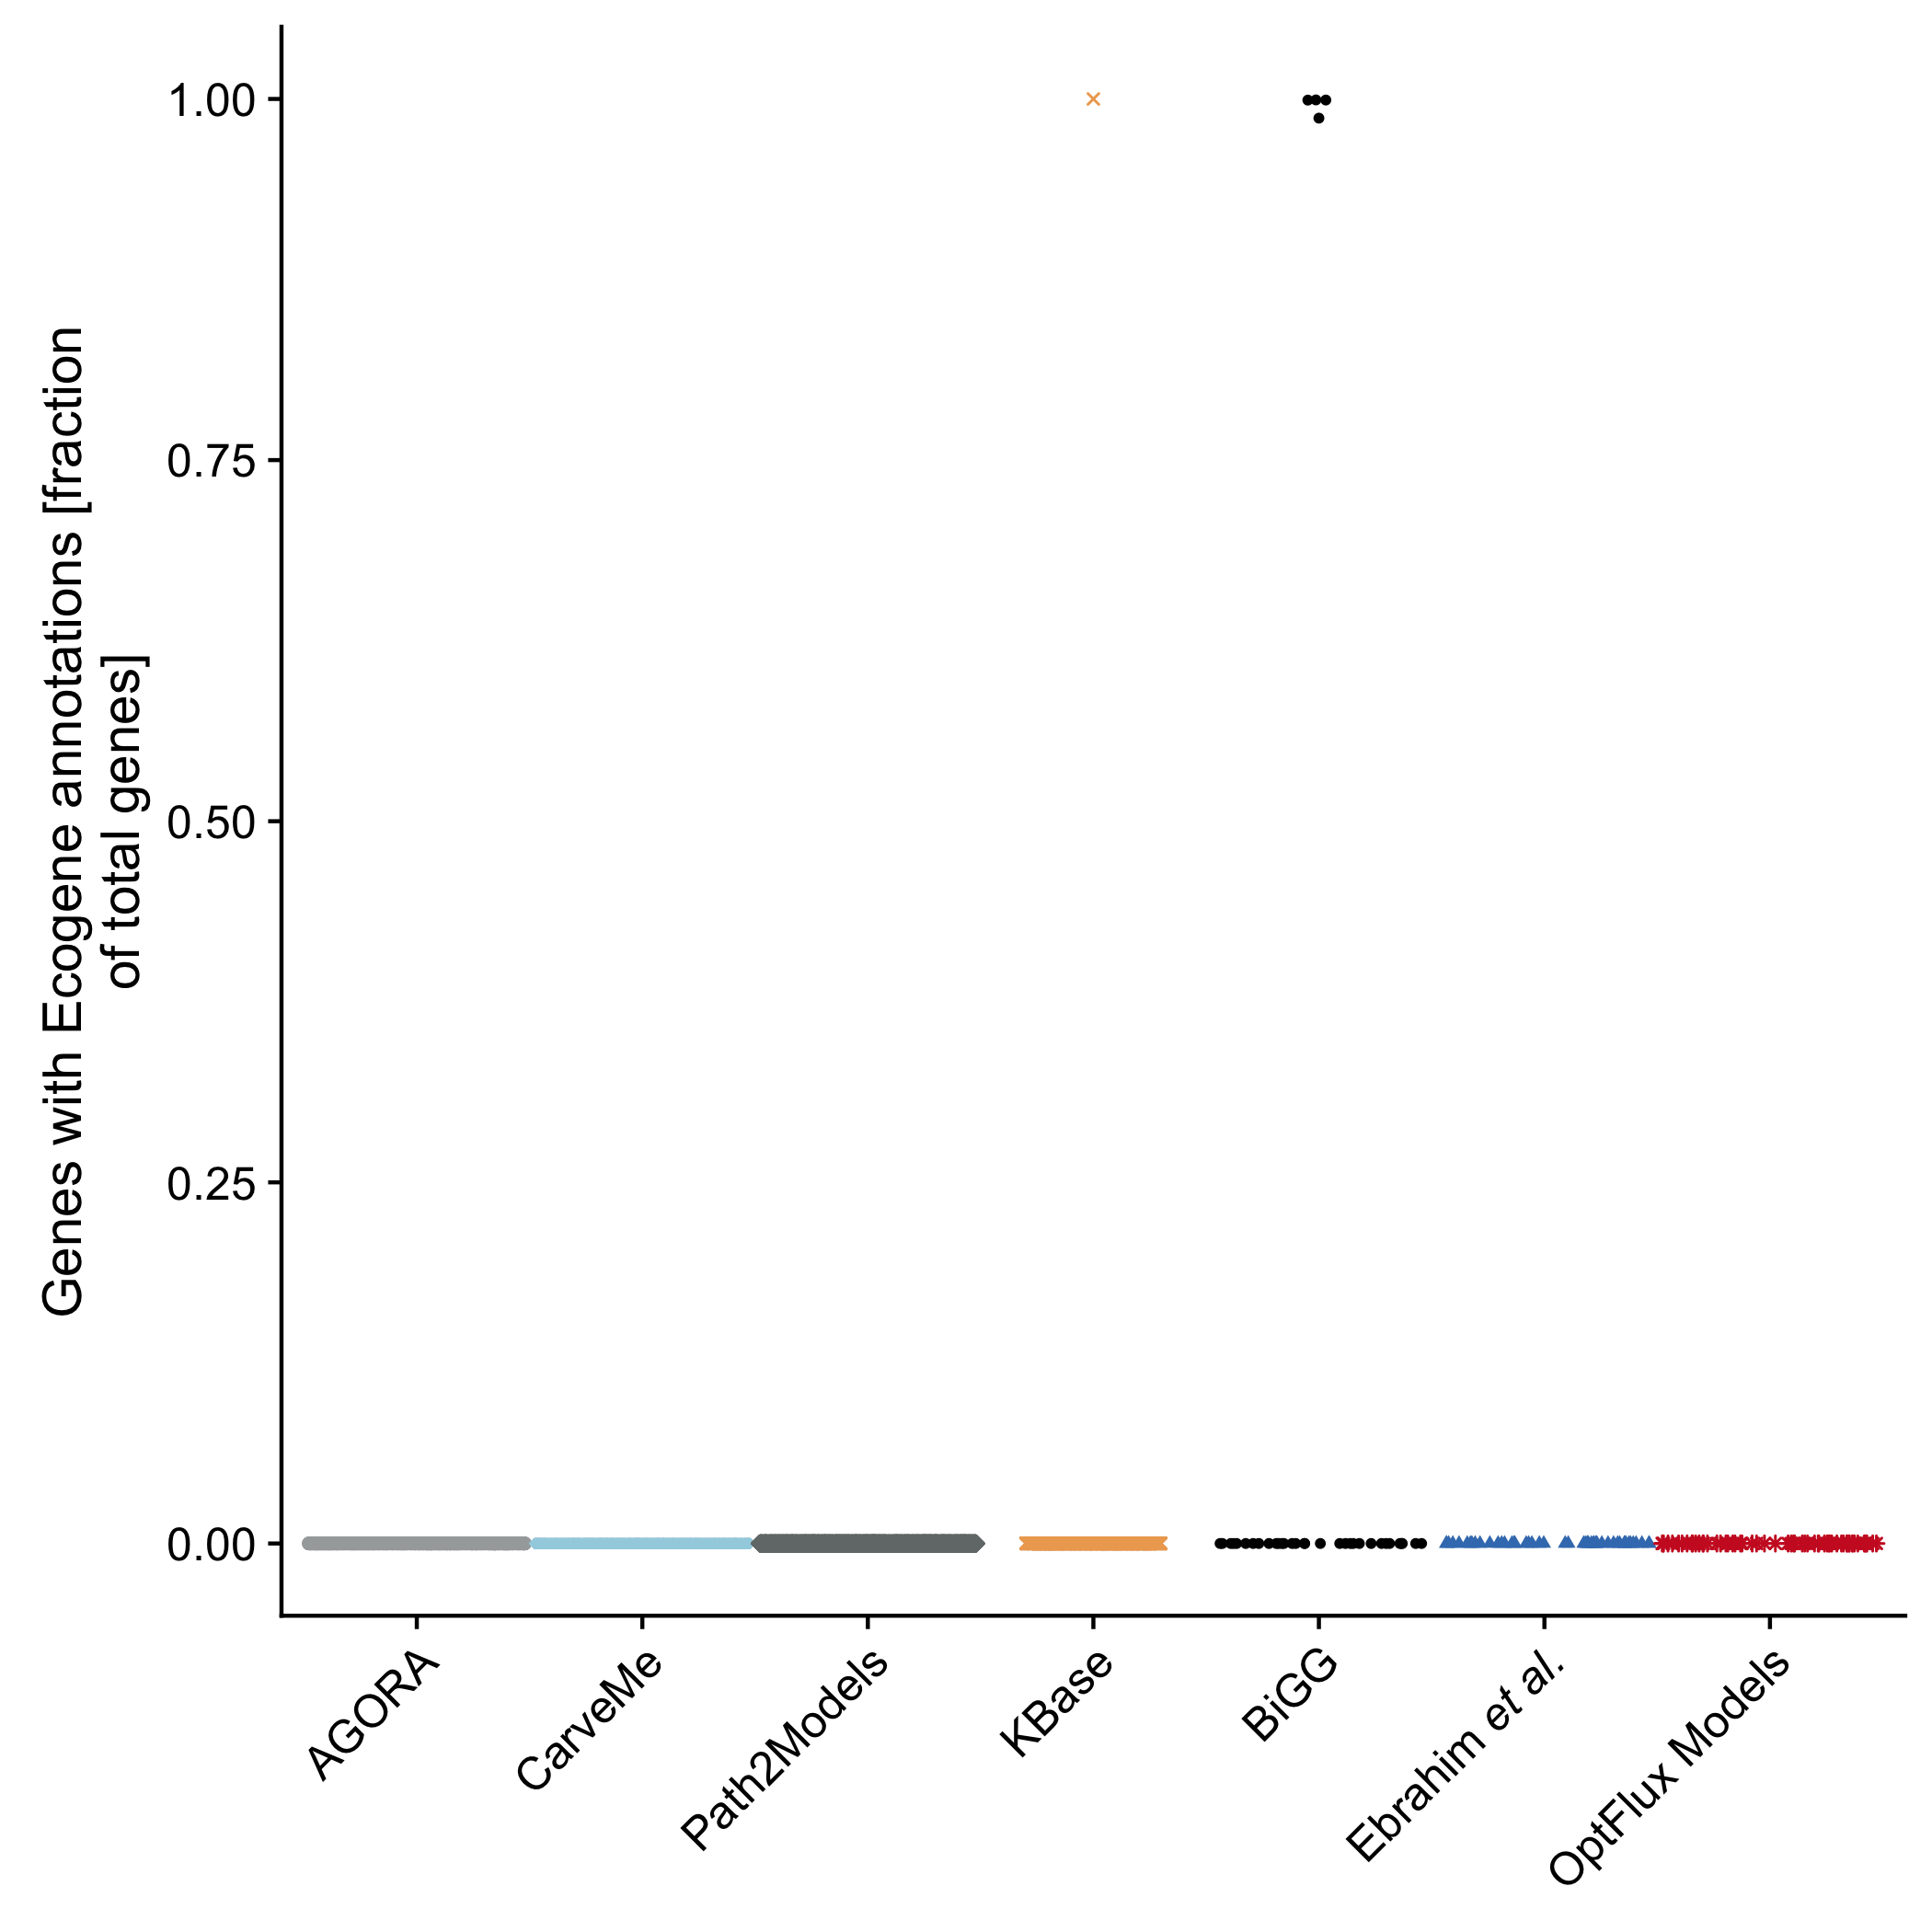 Genes with Ecogene annotations [fraction
of total genes]
1.00
0.75
0.50
0.25
0.00
AGORA
CarveMe
Path2Models
KBase
BiGG
Ebrahim et al.
OptFlux Models